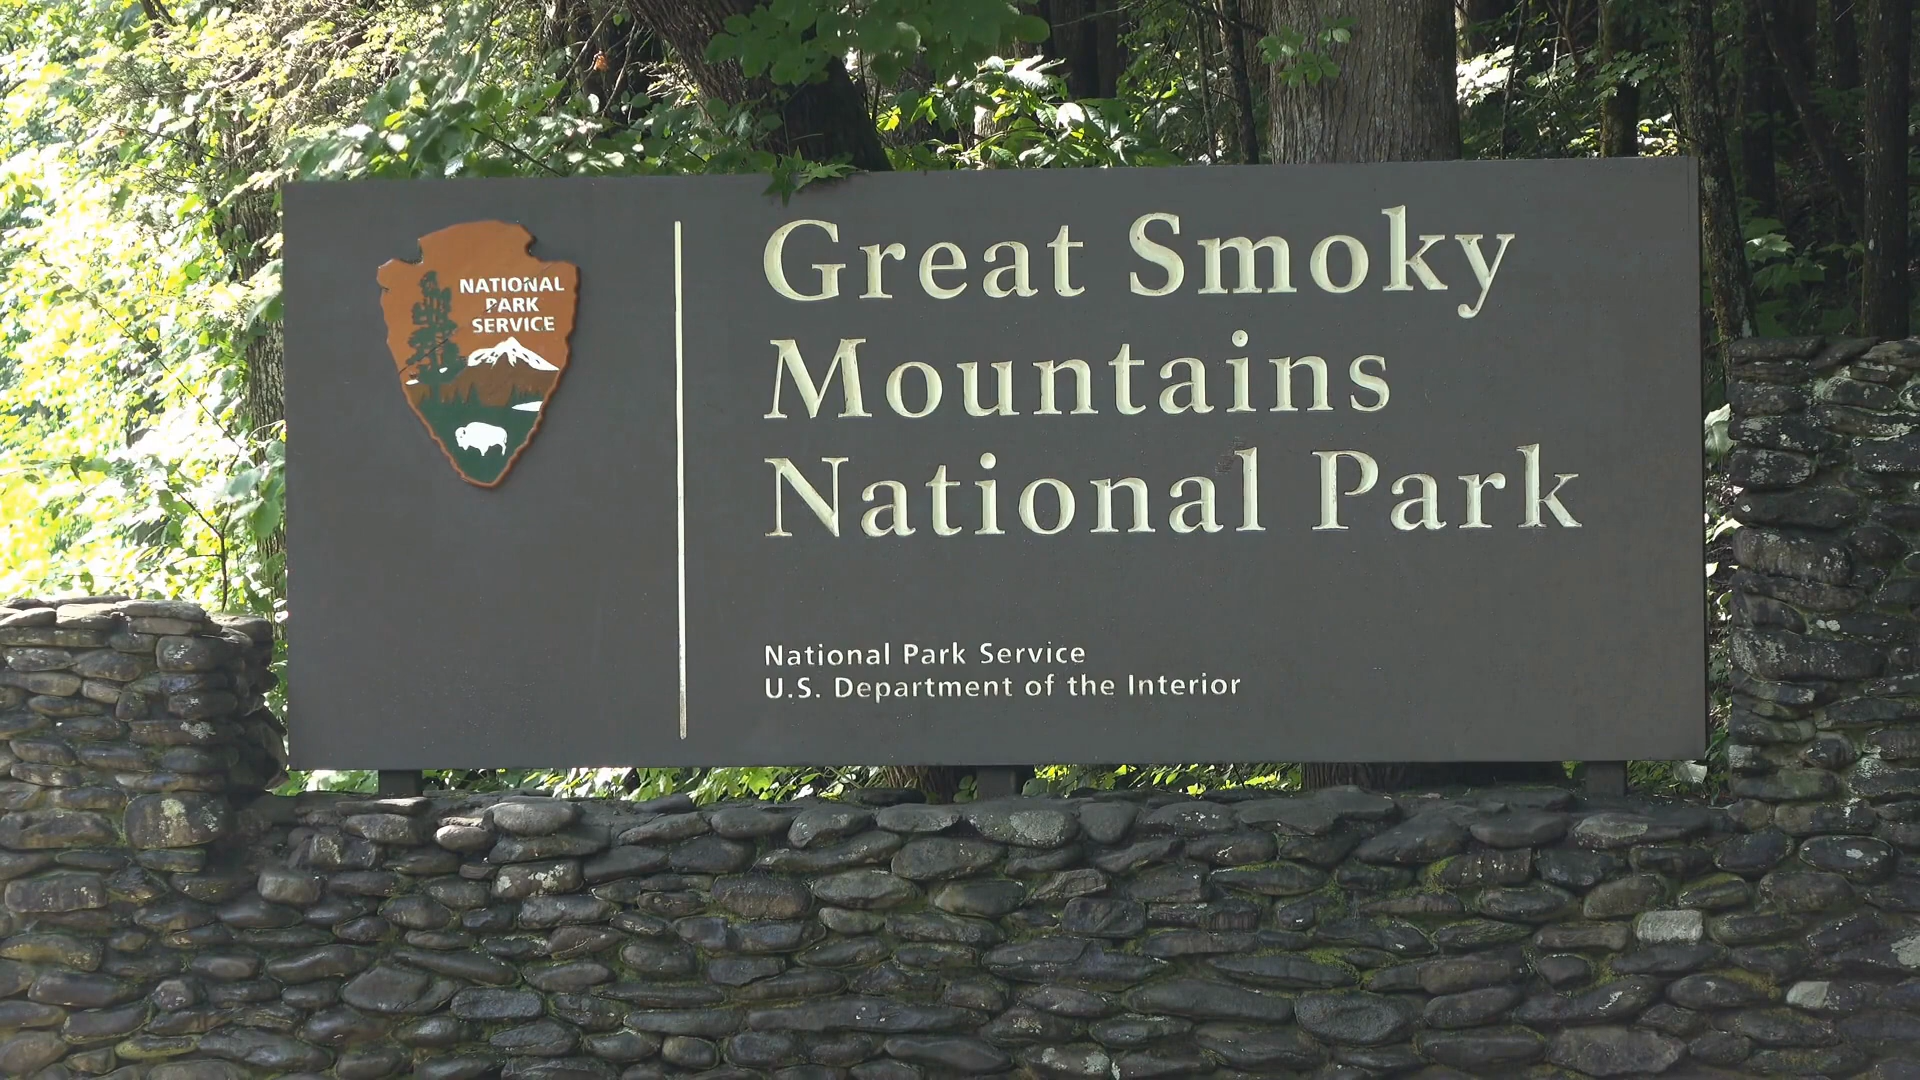 NATIONAL
PARK
SERVICE
Great Smoky
Mountains
National Park
National Park Service
U.S. Department of the Interior